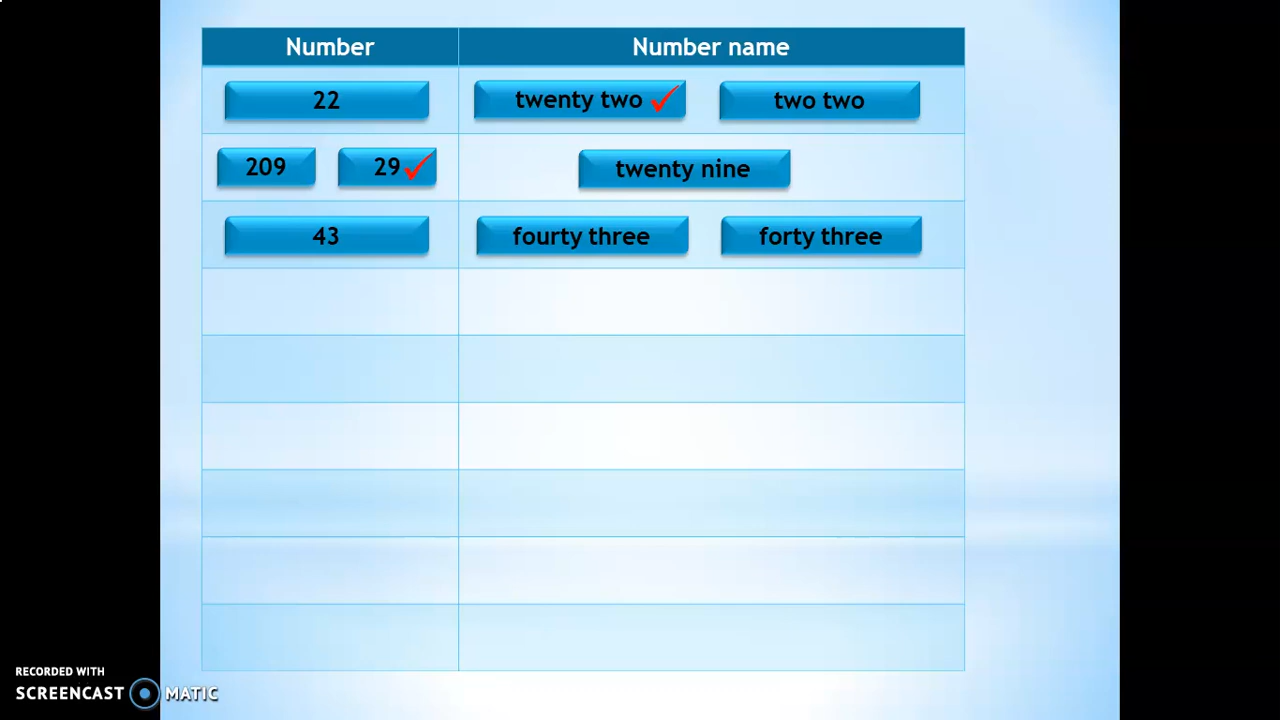 Number Number name
22 twenty two two two
209 29 twenty nine
43 fourty three forty three
RECORDED WITH
SCREENCAST MATIC